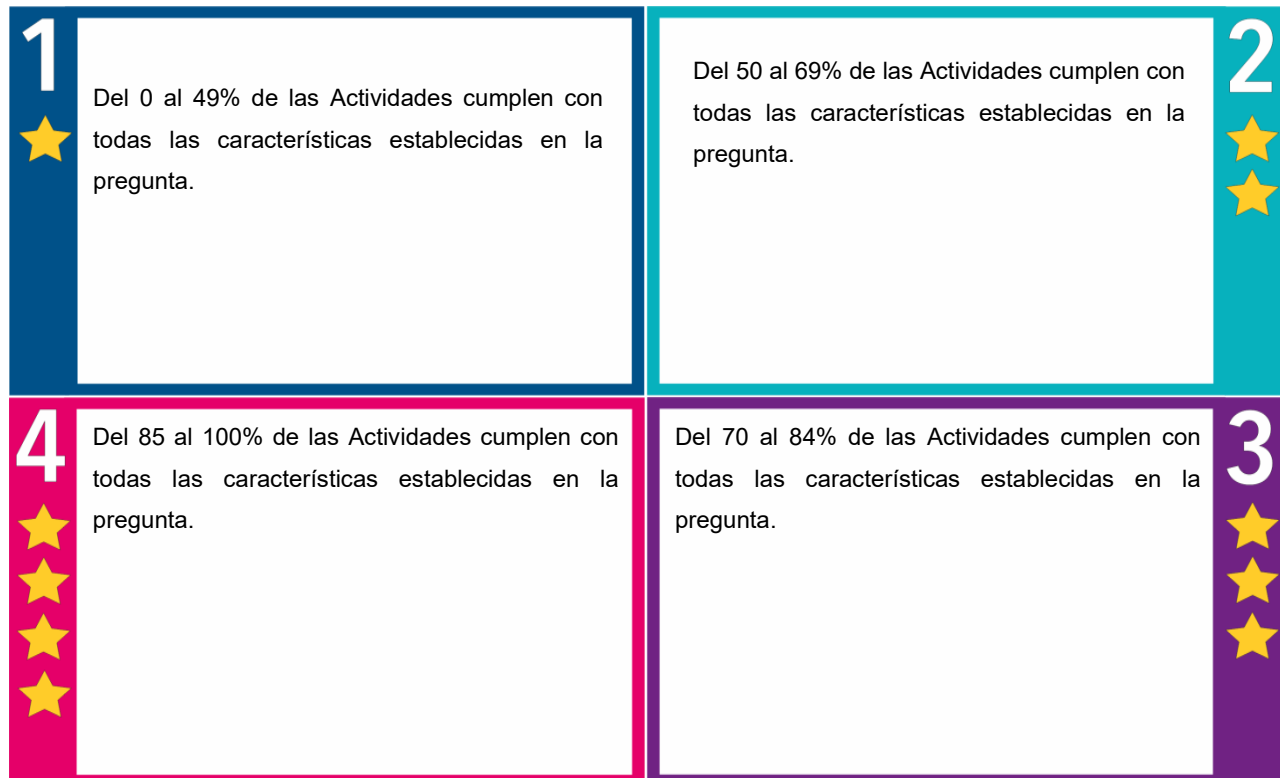 1
Del 0 al 49% de las Actividades cumplen con
todas las características establecidas en la
pregunta.
2
Del 50 al 69% de las Actividades cumplen con
todas las características establecidas en la
pregunta.
4
Del 85 al 100% de las Actividades cumplen con
todas las características establecidas en la
pregunta.
3
Del 70 al 84% de las Actividades cumplen con
todas las características establecidas en la
pregunta.